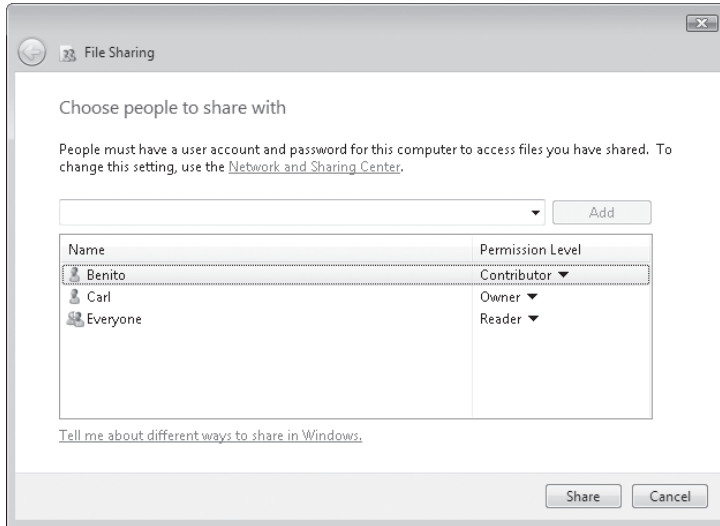 File Sharing
Choose people to share with
People must have a user account and password for this computer to access files you have shared. To
change this setting, use the Network and Sharing Center.
Add
Name Permission Level
Benito Contributor
Carl Owner
Everyone Reader
Tell me about different ways to share in Windows.
Share Cancel